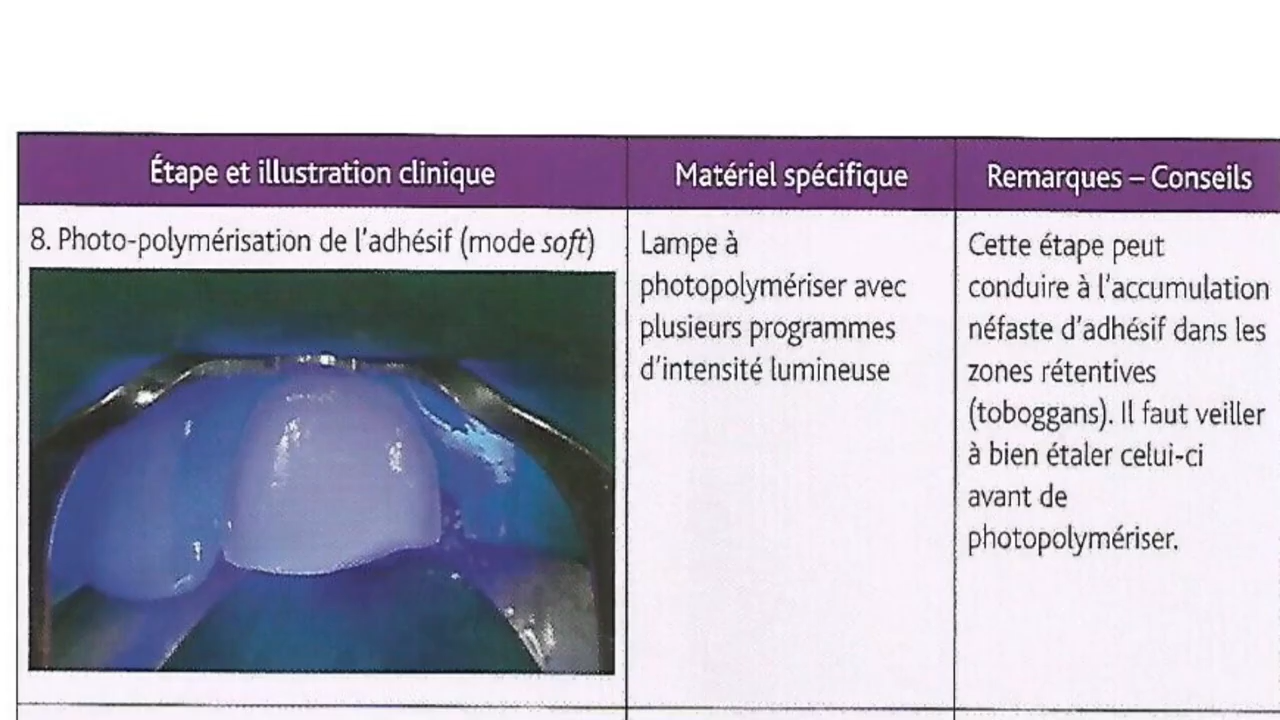 Étape et illustration clinique
Matériel spécifique
Remarques – Conseils
8. Photo-polymérisation de l'adhésif (mode soft)
Lampe à
photopolymériser avec
plusieurs programmes
d'intensité lumineuse
Cette étape peut
conduire à l'accumulation
néfaste d'adhésif dans les
zones rétentives
(toboggans). Il faut veiller
à bien étaler celui-ci
avant de
photopolymériser.